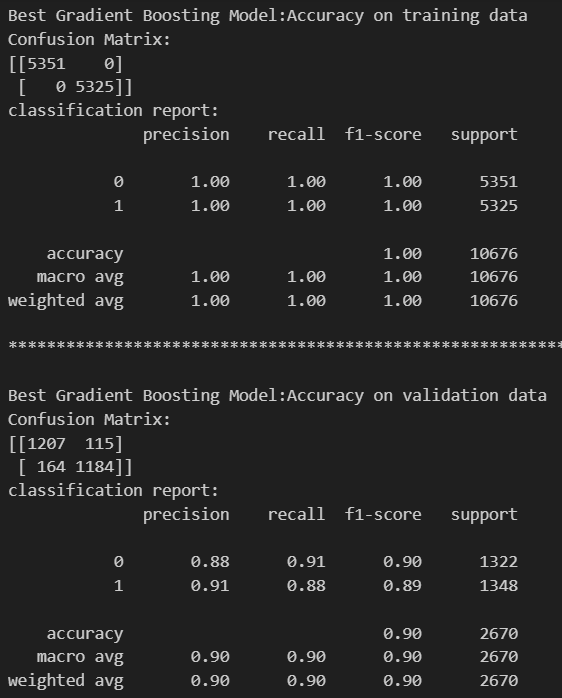 Best Gradient Boosting Model:Accuracy on training data
Confusion Matrix:
[[5351    0]
 [   0 5325]]
classification report:
              precision    recall  f1-score   support

           0       1.00      1.00      1.00      5351
           1       1.00      1.00      1.00      5325

    accuracy                           1.00     10676
   macro avg       1.00      1.00      1.00     10676
weighted avg       1.00      1.00      1.00     10676

**********************************************************
Best Gradient Boosting Model:Accuracy on validation data
Confusion Matrix:
[[1207  115]
 [ 164 1184]]
classification report:
              precision    recall  f1-score   support

           0       0.88      0.91      0.90      1322
           1       0.91      0.88      0.89      1348

    accuracy                           0.90      2670
   macro avg       0.90      0.90      0.90      2670
weighted avg       0.90      0.90      0.90      2670